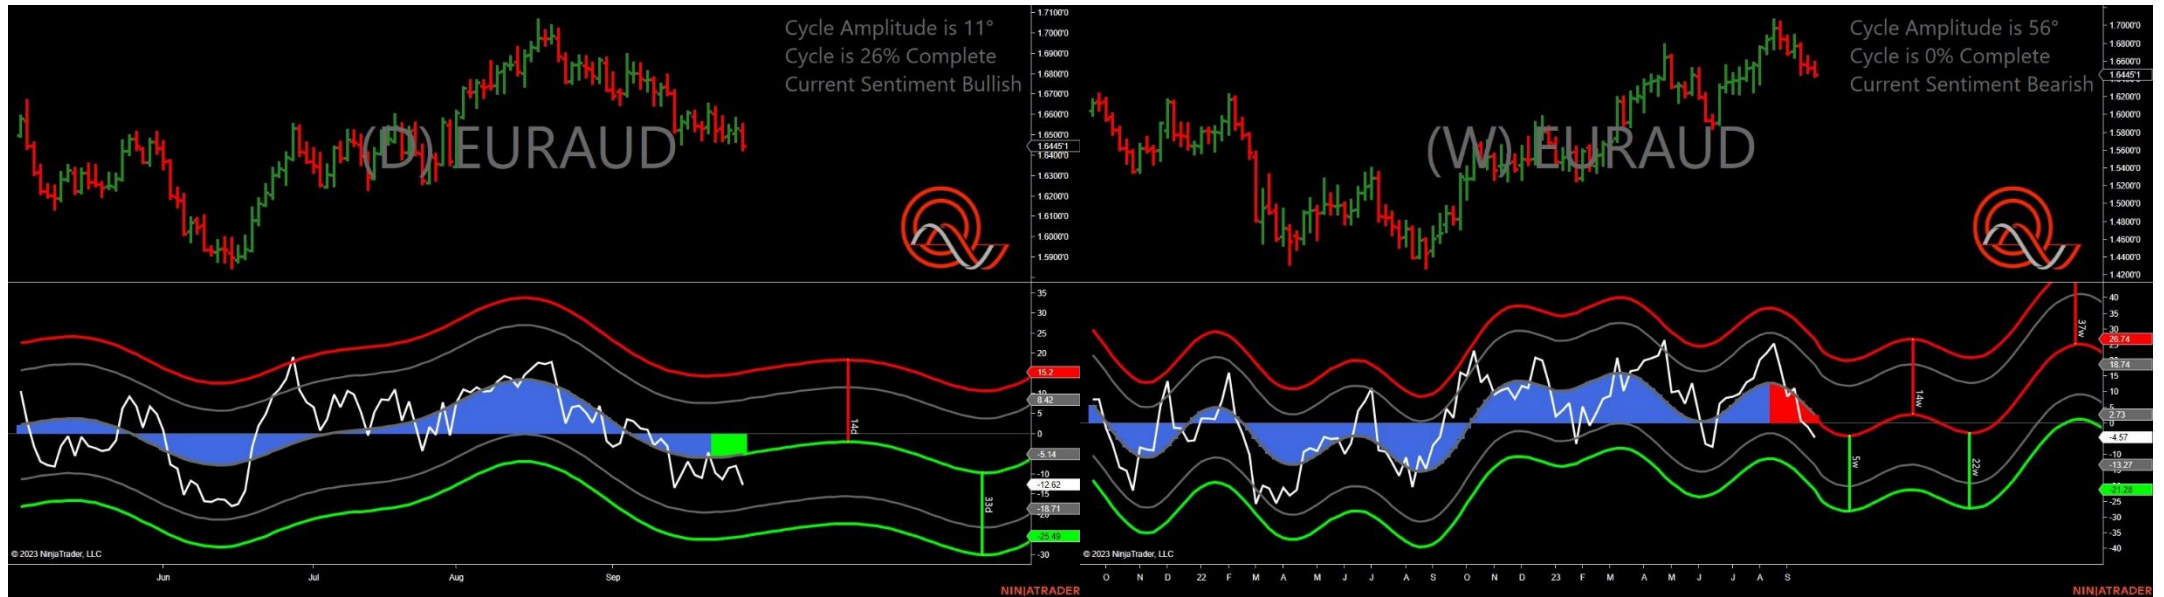 Cycle Amplitude is 11°
Cycle is 26% Complete
Current Sentiment Bullish
(D) EURAUD
1.7100'0
1.7000'0
1.6800'0
1.6700'0
1.6600'0
1.6500'0
1.6445'1
1.6400'0
1.6300'0
1.6200'0
1.6100'0
1.6000'0
1.5900'0
35
30
25
20
15.2
8.42
5
0
-5.14
-10
-12.62
-15
-18.71
-25.49
-30
14d
33d
© 2023 NinjaTrader, LLC
Jun
Jul
Aug
Sep
NINJATRADER
Cycle Amplitude is 56°
Cycle is 0% Complete
Current Sentiment Bearish
(W) EURAUD
1.7000'0
1.6800'0
1.6600'0
1.6445'1
1.6200'0
1.6000'0
1.5800'0
1.5600'0
1.5400'0
1.5200'0
1.5000'0
1.4800'0
1.4600'0
1.4400'0
1.4200'0
40
35
30
26.74
18.74
15
10
2.73
0
-4.57
-10
-13.27
-21.28
-25
-30
-35
-40
5w
14w
22w
37w
© 2023 NinjaTrader, LLC
O N D 22 F M A M J J A S O N D 23 F M A M J J A S
NINJATRADER